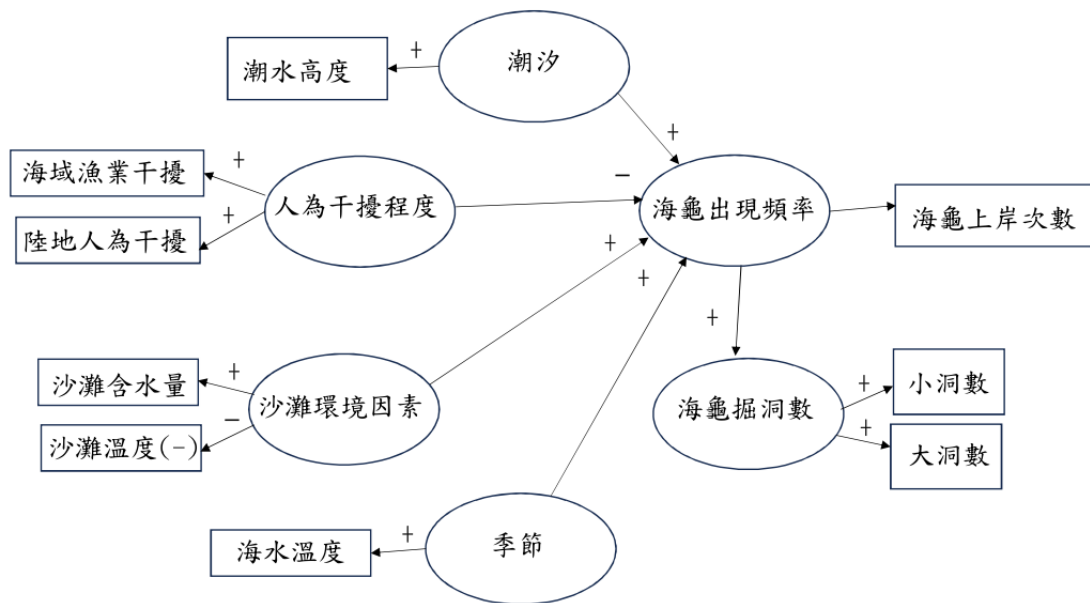 +
潮汐
潮水高度
+
海域漁業干擾
+
−
人為干擾程度
海龜出現頻率
海龜上岸次數
陸地人為干擾
+
+
+
+
沙灘含水量
+
沙灘環境因素
−
沙灘溫度(−)
海龜掘洞數
+
小洞數
+
大洞數
海水溫度
+
季節